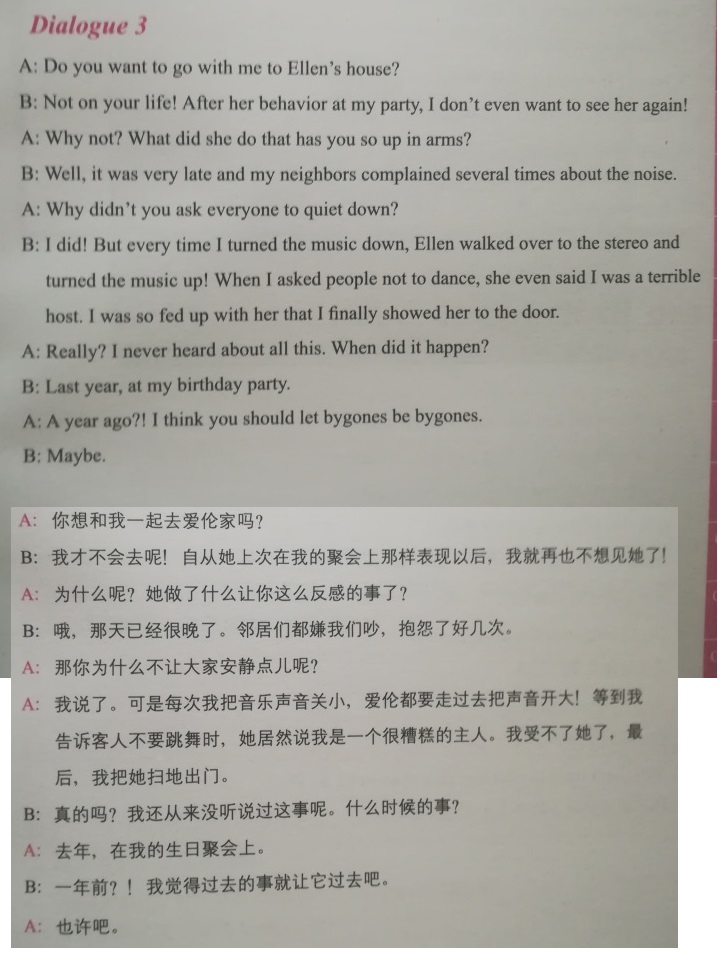 Dialogue 3
A: Do you want to go with me to Ellen's house?
B: Not on your life! After her behavior at my party, I don't even want to see her again!
A: Why not? What did she do that has you so up in arms?
B: Well, it was very late and my neighbors complained several times about the noise.
A: Why didn't you ask everyone to quiet down?
B: I did! But every time I turned the music down, Ellen walked over to the stereo and
turned the music up! When I asked people not to dance, she even said I was a terrible
host. I was so fed up with her that I finally showed her to the door.
A: Really? I never heard about all this. When did it happen?
B: Last year, at my birthday party.
A: A year ago?! I think you should let bygones be bygones.
B: Maybe.
A: 你想和我一起去爱伦家吗?
B: 我才不会去呢! 自从她上次在我的聚会上那样表现以后, 我就再也不想见她了!
A: 为什么呢? 她做了什么让你这么反感的事了?
B: 哦, 那天已经很晚了。邻居们都嫌我们吵, 抱怨了好几次。
A: 那你为什么不让大家安静点儿呢?
A: 我说了。可是每次我把音乐声音关小, 爱伦都要走过去把声音开大! 等到我
告诉客人不要跳舞时, 她居然说我是一个很糟糕的主人。我受不了她了, 最
后, 我把她扫地出门。
B: 真的吗? 我还从来没听说过这事呢。什么时候的事?
A: 去年, 在我的生日聚会上。
B: 一年前?! 我觉得过去的事就让它过去吧。
A: 也许吧。